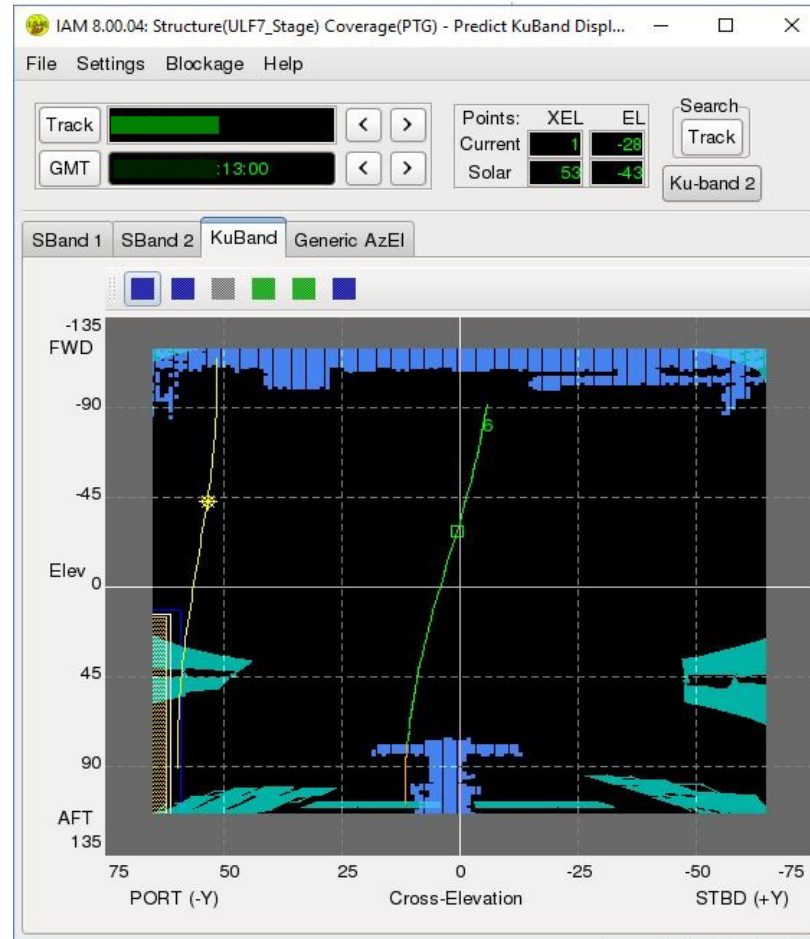 IAM 8.00.04: Structure(ULF7_Stage) Coverage(PTG) - Predict KuBand Displ...
File Settings Blockage Help
Track
GMT :13:00
Points: XEL EL
Current 1 -28
Solar 53 -43
Search
Track
Ku-band 2
SBand 1 SBand 2 KuBand Generic AzEl
-135
FWD
-90
6
-45
Elev 0
45
90
AFT
135
75 50 25 0 -25 -50 -75
PORT (-Y) Cross-Elevation STBD (+Y)